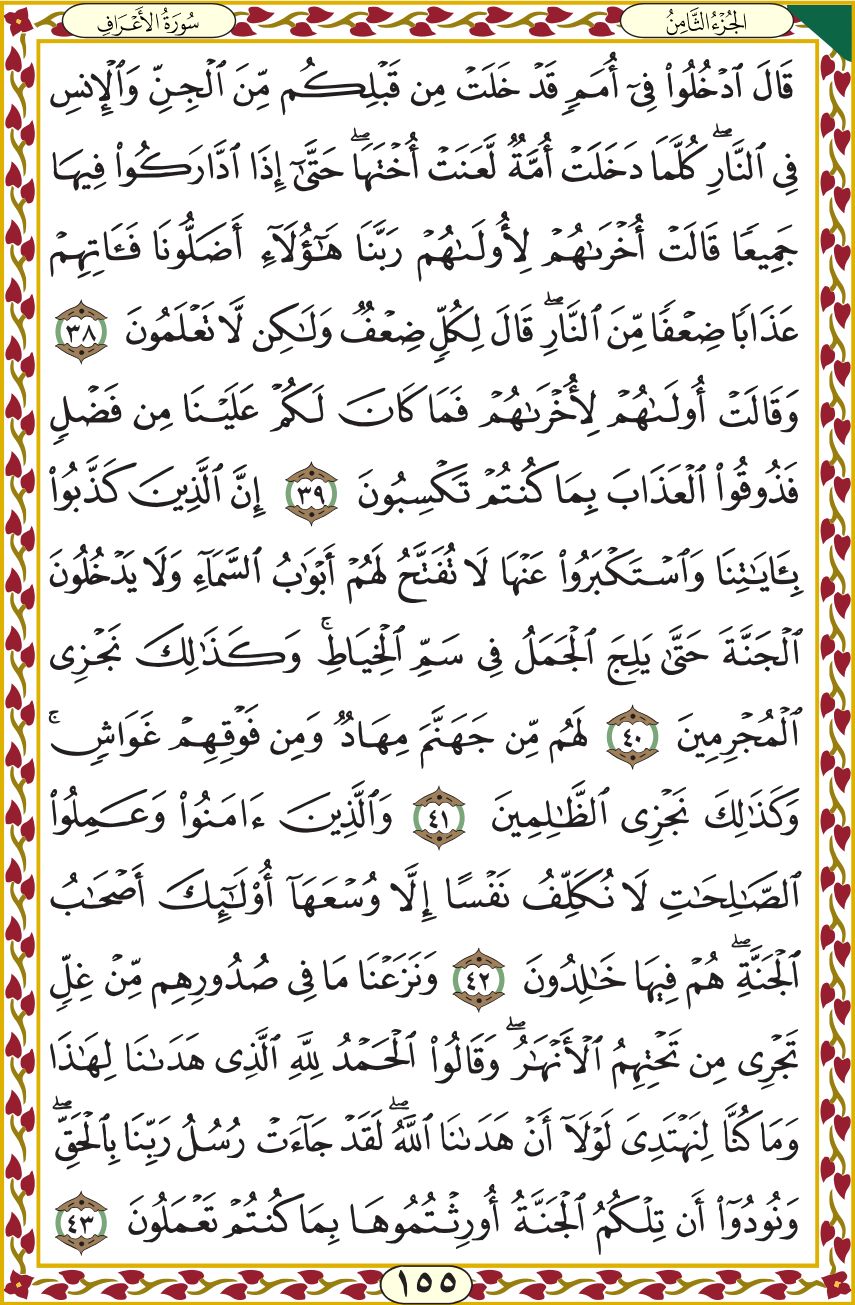 الجُزْءُ الثَّامِنُ
سُورَةُ الأَعْرَافِ
قَالَ ٱدْخُلُوا۟ فِىٓ أُمَمٍۢ قَدْ خَلَتْ مِن قَبْلِكُم مِّنَ ٱلْجِنِّ وَٱلْإِنسِ
فِى ٱلنَّارِ ۖ كُلَّمَا دَخَلَتْ أُمَّةٌۭ لَّعَنَتْ أُخْتَهَا ۖ حَتَّىٰٓ إِذَا ٱدَّارَكُوا۟ فِيهَا
جَمِيعًۭا قَالَتْ أُخْرَىٰهُمْ لِأُولَىٰهُمْ رَبَّنَا هَٰٓؤُلَآءِ أَضَلُّونَا فَـَٔاتِهِمْ
عَذَابًۭا ضِعْفًۭا مِّنَ ٱلنَّارِ ۖ قَالَ لِكُلٍّۢ ضِعْفٌۭ وَلَٰكِن لَّا تَعْلَمُونَ ٣٨
وَقَالَتْ أُولَىٰهُمْ لِأُخْرَىٰهُمْ فَمَا كَانَ لَكُمْ عَلَيْنَا مِن فَضْلٍۢ
فَذُوقُوا۟ ٱلْعَذَابَ بِمَا كُنتُمْ تَكْسِبُونَ ٣٩ إِنَّ ٱلَّذِينَ كَذَّبُوا۟
بِـَٔايَٰتِنَا وَٱسْتَكْبَرُوا۟ عَنْهَا لَا تُفَتَّحُ لَهُمْ أَبْوَٰبُ ٱلسَّمَآءِ وَلَا يَدْخُلُونَ
ٱلْجَنَّةَ حَتَّىٰ يَلِجَ ٱلْجَمَلُ فِى سَمِّ ٱلْخِيَاطِ ۚ وَكَذَٰلِكَ نَجْزِى
ٱلْمُجْرِمِينَ ٤٠ لَهُم مِّن جَهَنَّمَ مِهَادٌۭ وَمِن فَوْقِهِمْ غَوَاشٍۢ ۚ
وَكَذَٰلِكَ نَجْزِى ٱلظَّٰلِمِينَ ٤١ وَٱلَّذِينَ ءَامَنُوا۟ وَعَمِلُوا۟
ٱلصَّٰلِحَٰتِ لَا نُكَلِّفُ نَفْسًا إِلَّا وُسْعَهَآ أُو۟لَٰٓئِكَ أَصْحَٰبُ
ٱلْجَنَّةِ ۖ هُمْ فِيهَا خَٰلِدُونَ ٤٢ وَنَزَعْنَا مَا فِى صُدُورِهِم مِّنْ غِلٍّۢ
تَجْرِى مِن تَحْتِهِمُ ٱلْأَنْهَٰرُ ۖ وَقَالُوا۟ ٱلْحَمْدُ لِلَّهِ ٱلَّذِى هَدَىٰنَا لِهَٰذَا
وَمَا كُنَّا لِنَهْتَدِىَ لَوْلَآ أَنْ هَدَىٰنَا ٱللَّهُ ۖ لَقَدْ جَآءَتْ رُسُلُ رَبِّنَا بِٱلْحَقِّ ۖ
وَنُودُوٓا۟ أَن تِلْكُمُ ٱلْجَنَّةُ أُورِثْتُمُوهَا بِمَا كُنتُمْ تَعْمَلُونَ ٤٣
١٥٥